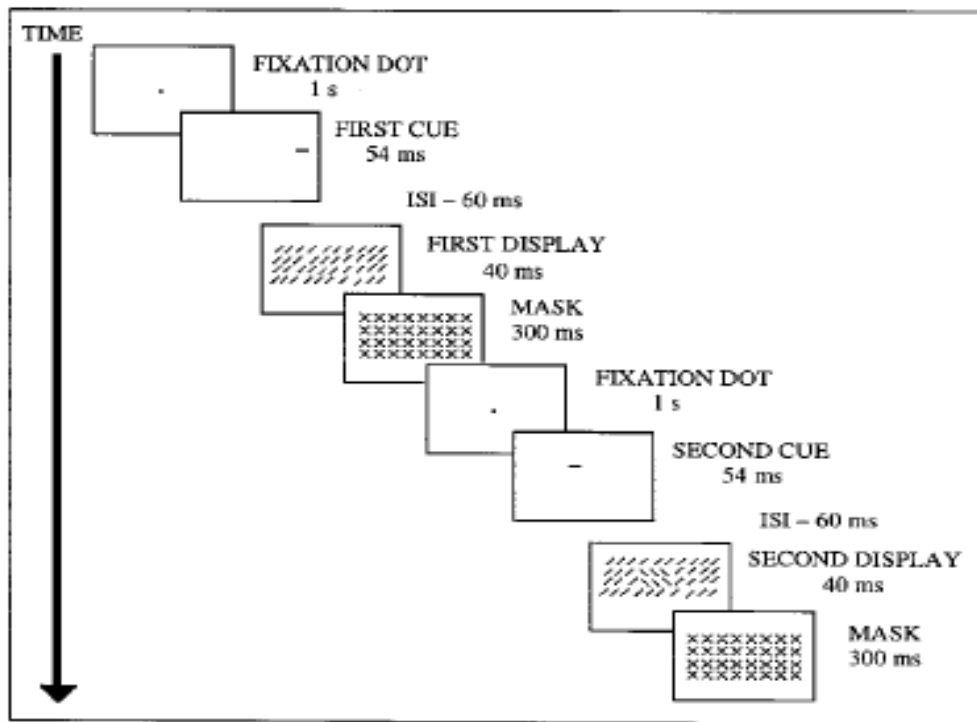 TIME
FIXATION DOT
1 s
FIRST CUE
54 ms
ISI – 60 ms
FIRST DISPLAY
40 ms
MASK
300 ms
FIXATION DOT
1 s
SECOND CUE
54 ms
ISI – 60 ms
SECOND DISPLAY
40 ms
MASK
300 ms